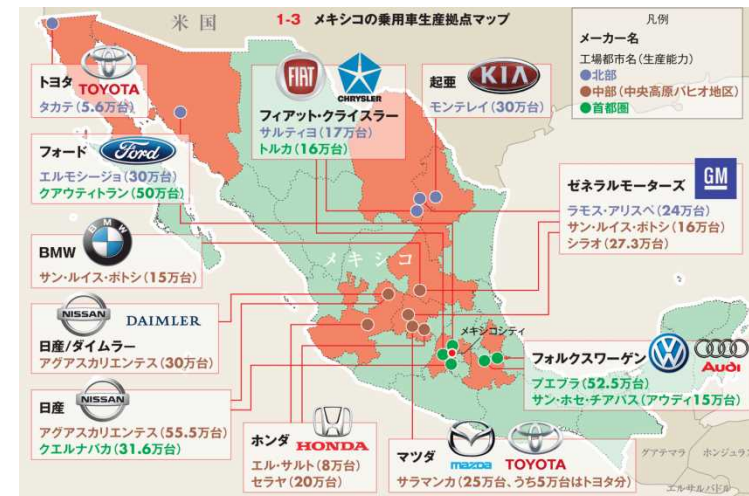 米国
1-3 メキシコの乗用車生産拠点マップ
凡例
メーカー名
工場都市名(生産能力)
●北部
●中部(中央高原バヒオ地区)
●首都圏
トヨタ
TOYOTA
タカテ(5.6万台)
FIAT
CHRYSLER
フィアット・クライスラー
サルティヨ(17万台)
トルカ(16万台)
起亜
KIA
モンテレイ(30万台)
フォード
Ford
エルモシージョ(30万台)
クアウティトラン(50万台)
GM
ゼネラルモーターズ
ラモス・アリスペ(24万台)
サン・ルイス・ポトシ(16万台)
シラオ(27.3万台)
BMW
BMW
サン・ルイス・ポトシ(15万台)
メキシコ
NISSAN
DAIMLER
日産/ダイムラー
アグアスカリエンテス(30万台)
メキシコシティ
フォルクスワーゲン
Audi
プエブラ(52.5万台)
サン・ホセ・チアパス(アウディ15万台)
NISSAN
日産
アグアスカリエンテス(55.5万台)
クエルナバカ(31.6万台)
ホンダ
HONDA
エル・サルト(8万台)
セラヤ(20万台)
マツダ
mazda
TOYOTA
サラマンカ(25万台、うち5万台はトヨタ分)
グアテマラ
ホンジュラ
エルサルバドル